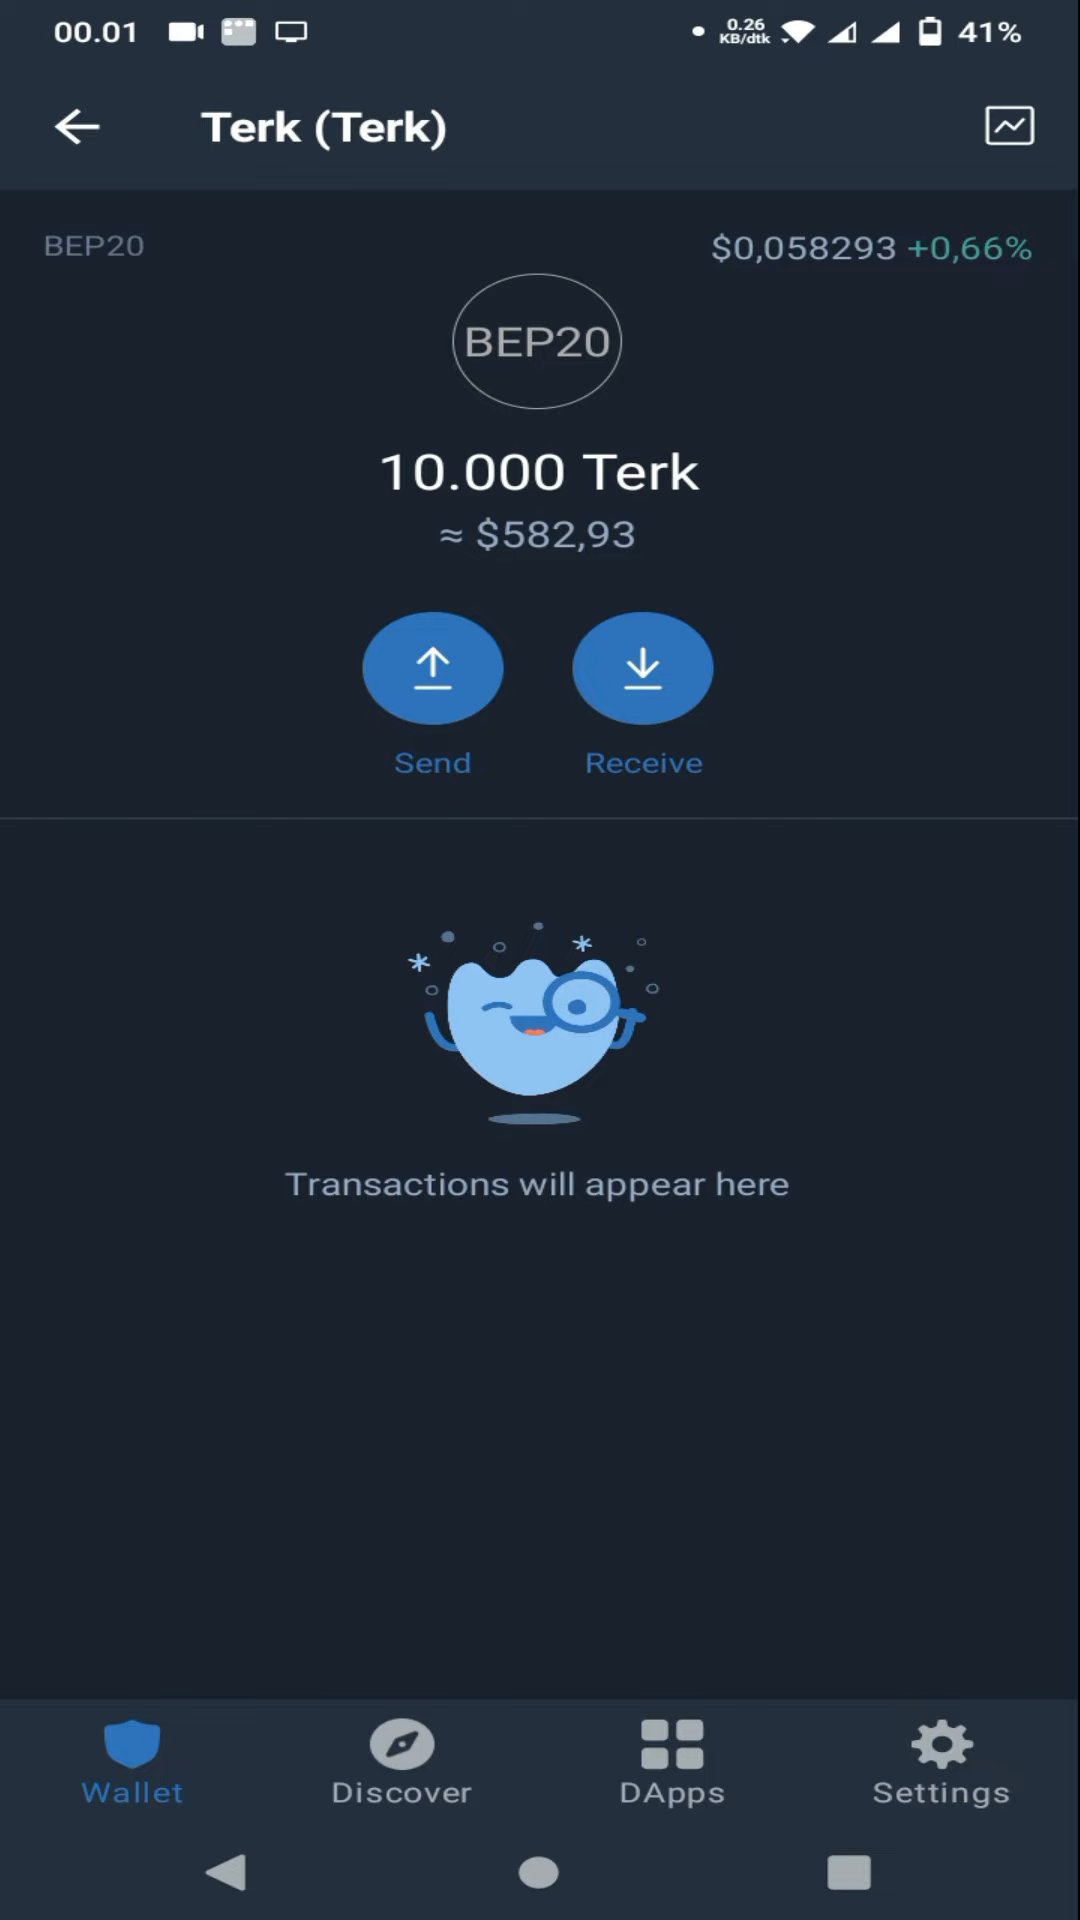 00.01
0.26
KB/dtk
41%
Terk (Terk)
BEP20
$0,058293 +0,66%
BEP20
10.000 Terk
≈ $582,93
Send
Receive
Transactions will appear here
Wallet
Discover
DApps
Settings